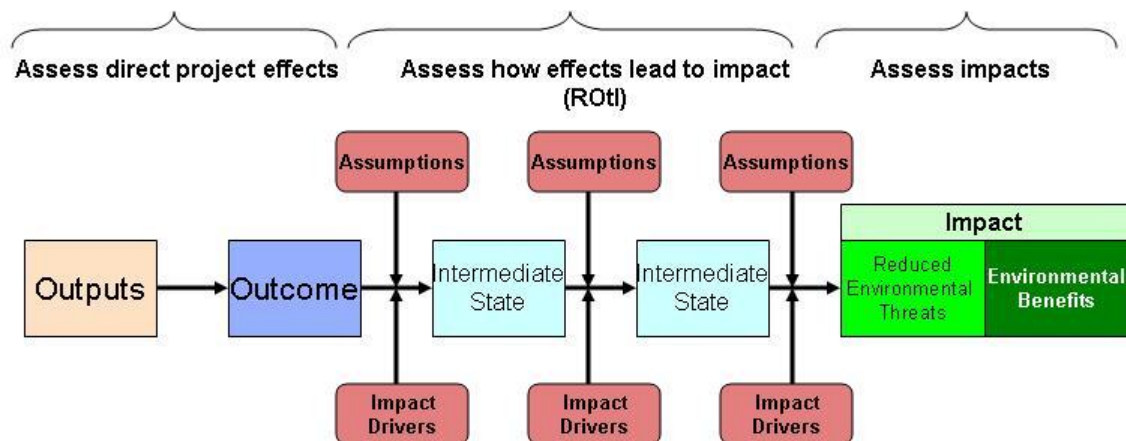 Assess direct project effects
Assess how effects lead to impact
(ROtI)
Assess impacts
Assumptions
Assumptions
Assumptions
Outputs
Outcome
Intermediate
State
Intermediate
State
Impact
Reduced
Environmental
Threats
Environmental
Benefits
Impact
Drivers
Impact
Drivers
Impact
Drivers